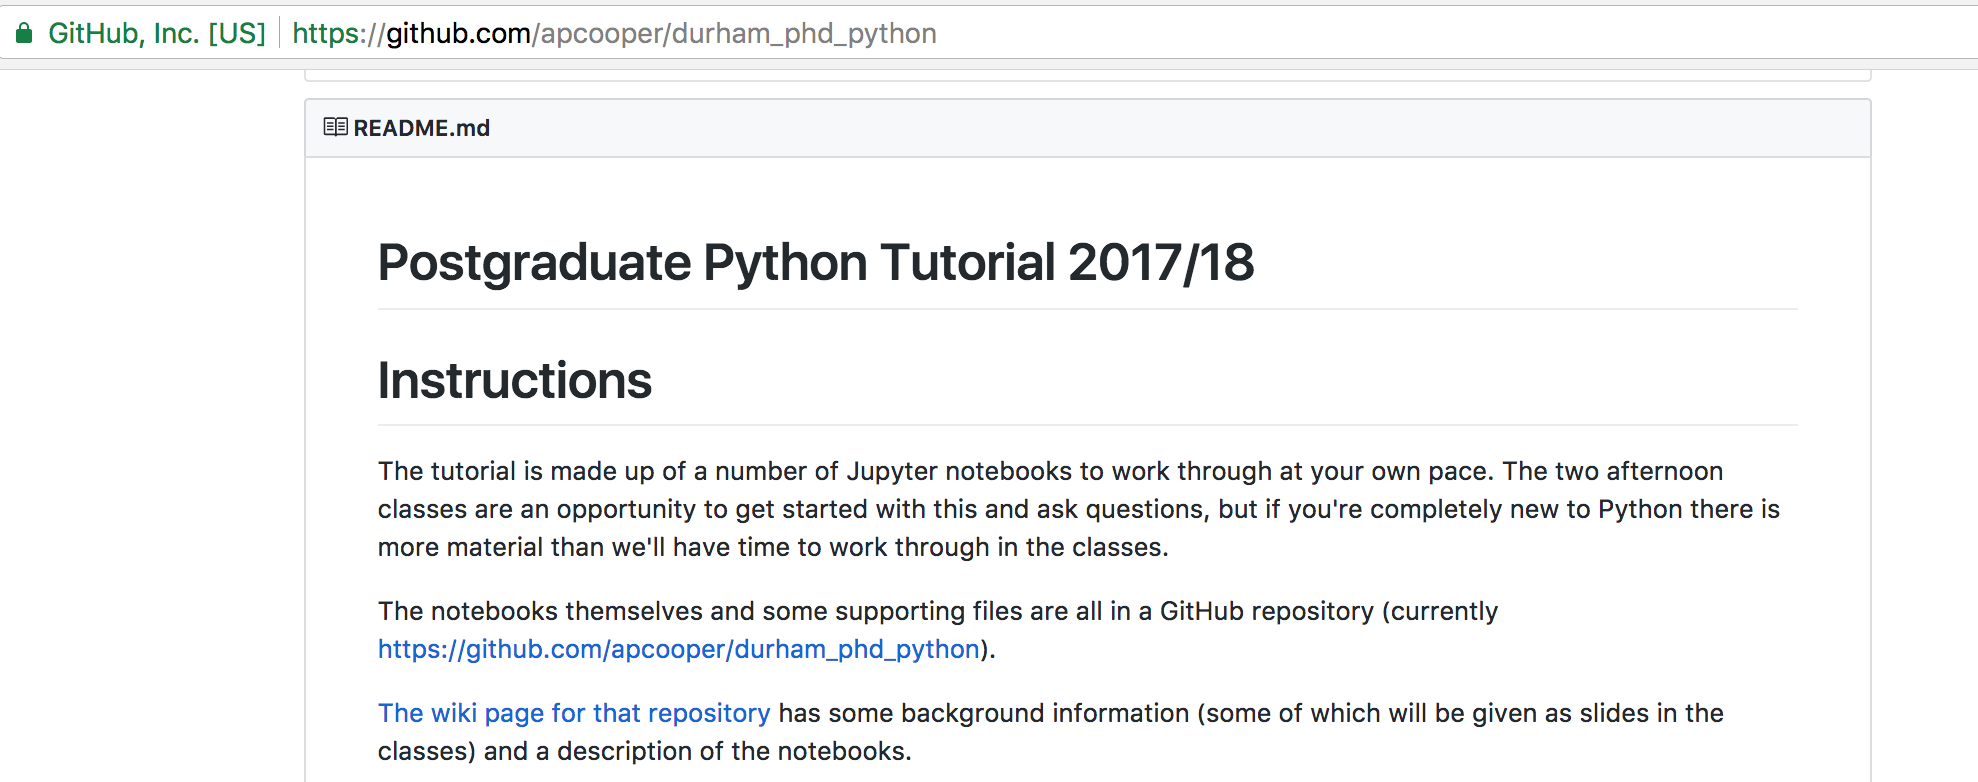 GitHub, Inc. [US] https://github.com/apcooper/durham_phd_python
README.md
Postgraduate Python Tutorial 2017/18
Instructions
The tutorial is made up of a number of Jupyter notebooks to work through at your own pace. The two afternoon
classes are an opportunity to get started with this and ask questions, but if you're completely new to Python there is
more material than we'll have time to work through in the classes.
The notebooks themselves and some supporting files are all in a GitHub repository (currently
https://github.com/apcooper/durham_phd_python).
The wiki page for that repository has some background information (some of which will be given as slides in the
classes) and a description of the notebooks.